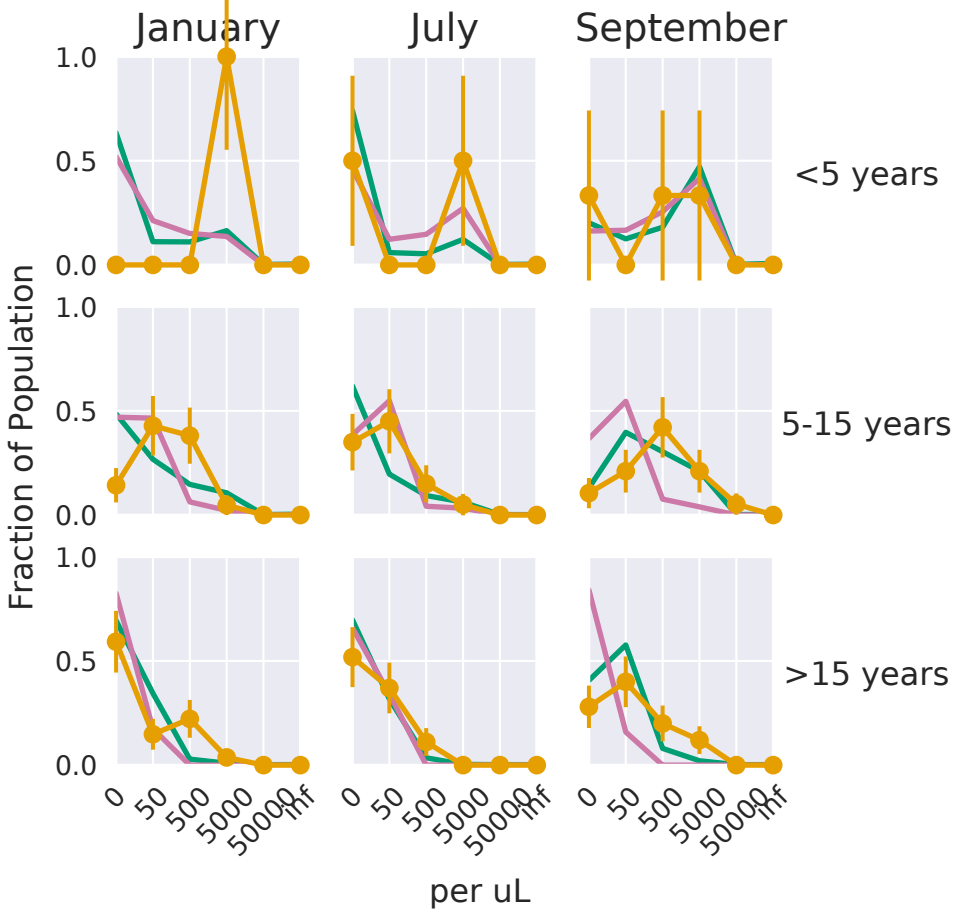 January July September
1.0
0.5
0.0
<5 years
1.0
0.5
0.0
5-15 years
1.0
0.5
0.0
>15 years
Fraction of Population
0 50 500 5000 50000 inf
0 50 500 5000 50000 inf
0 50 500 5000 50000 inf
per uL